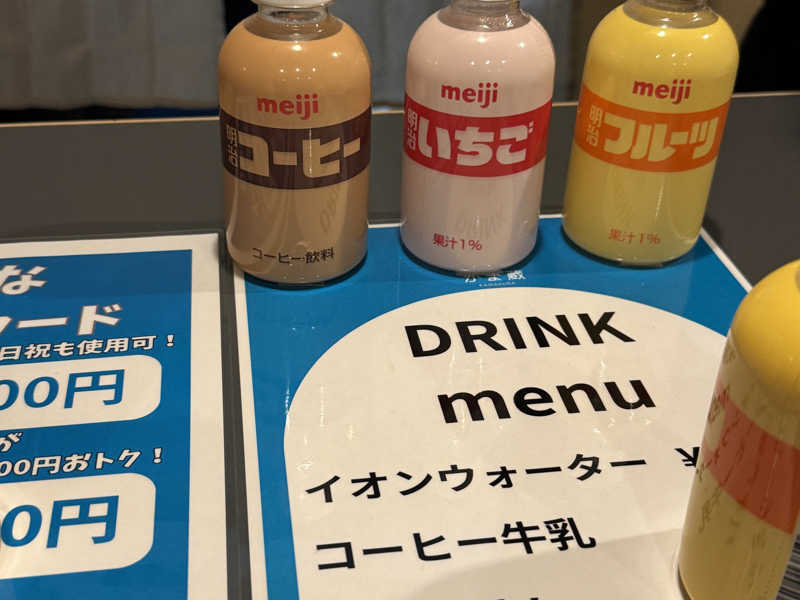 meiji
明治
コーヒー
コーヒー飲料
meiji
明治
いちご
果汁1%
meiji
明治
フルーツ
果汁1%
な
ード
日祝も使用可！
00円
が
00円おトク！
0円
DRINK
menu
イオンウォーター ¥
コーヒー牛乳